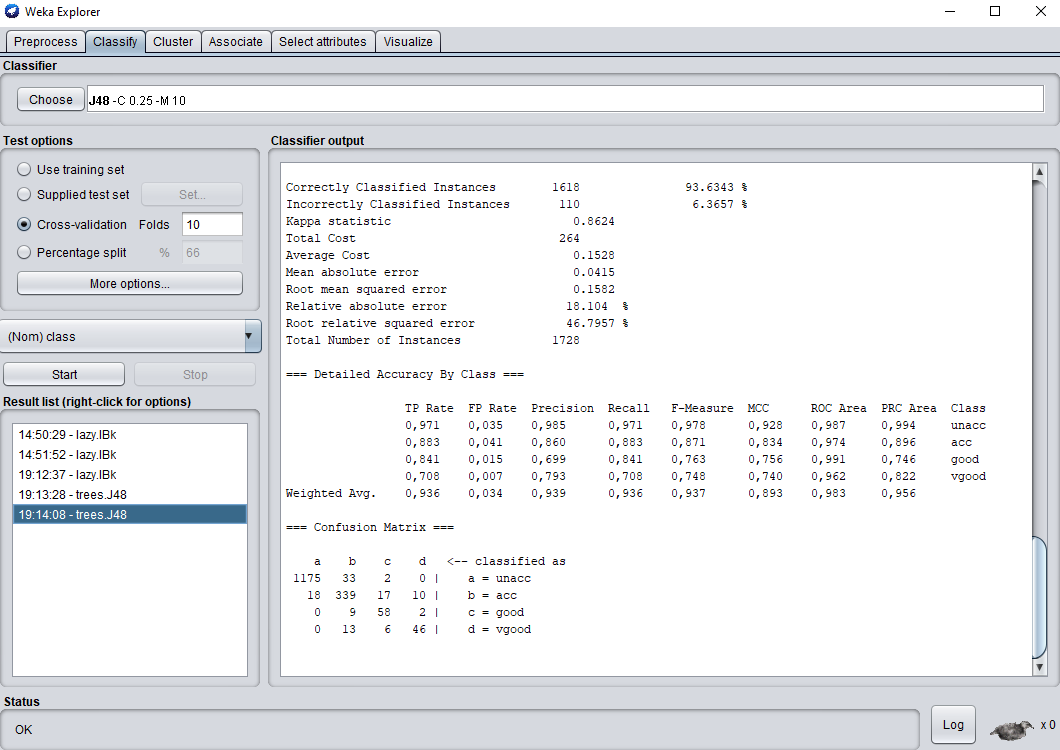 Weka Explorer
Preprocess Classify Cluster Associate Select attributes Visualize
Classifier
Choose J48 -C 0.25 -M 10
Test options
Use training set
Supplied test set Set...
Cross-validation Folds 10
Percentage split % 66
More options...
(Nom) class
Start Stop
Result list (right-click for options)
14:50:29 - lazy.IBk
14:51:52 - lazy.IBk
19:12:37 - lazy.IBk
19:13:28 - trees.J48
19:14:08 - trees.J48
Classifier output
Correctly Classified Instances 1618 93.6343 %
Incorrectly Classified Instances 110 6.3657 %
Kappa statistic 0.8624
Total Cost 264
Average Cost 0.1528
Mean absolute error 0.0415
Root mean squared error 0.1582
Relative absolute error 18.104 %
Root relative squared error 46.7957 %
Total Number of Instances 1728
=== Detailed Accuracy By Class ===
TP Rate FP Rate Precision Recall F-Measure MCC ROC Area PRC Area Class
0,971 0,035 0,985 0,971 0,978 0,928 0,987 0,994 unacc
0,883 0,041 0,860 0,883 0,871 0,834 0,974 0,896 acc
0,841 0,015 0,699 0,841 0,763 0,756 0,991 0,746 good
0,708 0,007 0,793 0,708 0,748 0,740 0,962 0,822 vgood
Weighted Avg. 0,936 0,034 0,939 0,936 0,937 0,893 0,983 0,956
=== Confusion Matrix ===
a b c d <-- classified as
1175 33 2 0 | a = unacc
18 339 17 10 | b = acc
0 9 58 2 | c = good
0 13 6 46 | d = vgood
Status
OK
Log x 0